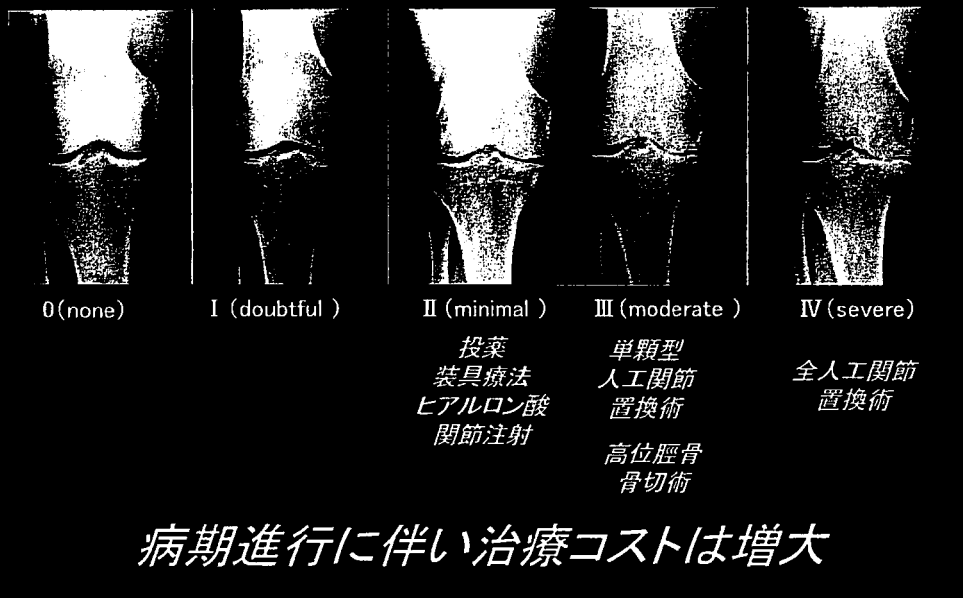 0(none)
I (doubtful )
II (minimal )
III (moderate )
IV (severe)
投薬
装具療法
ヒアルロン酸
関節注射
単顆型
人工関節
置換術
高位脛骨
骨切術
全人工関節
置換術
病期進行に伴い治療コストは増大